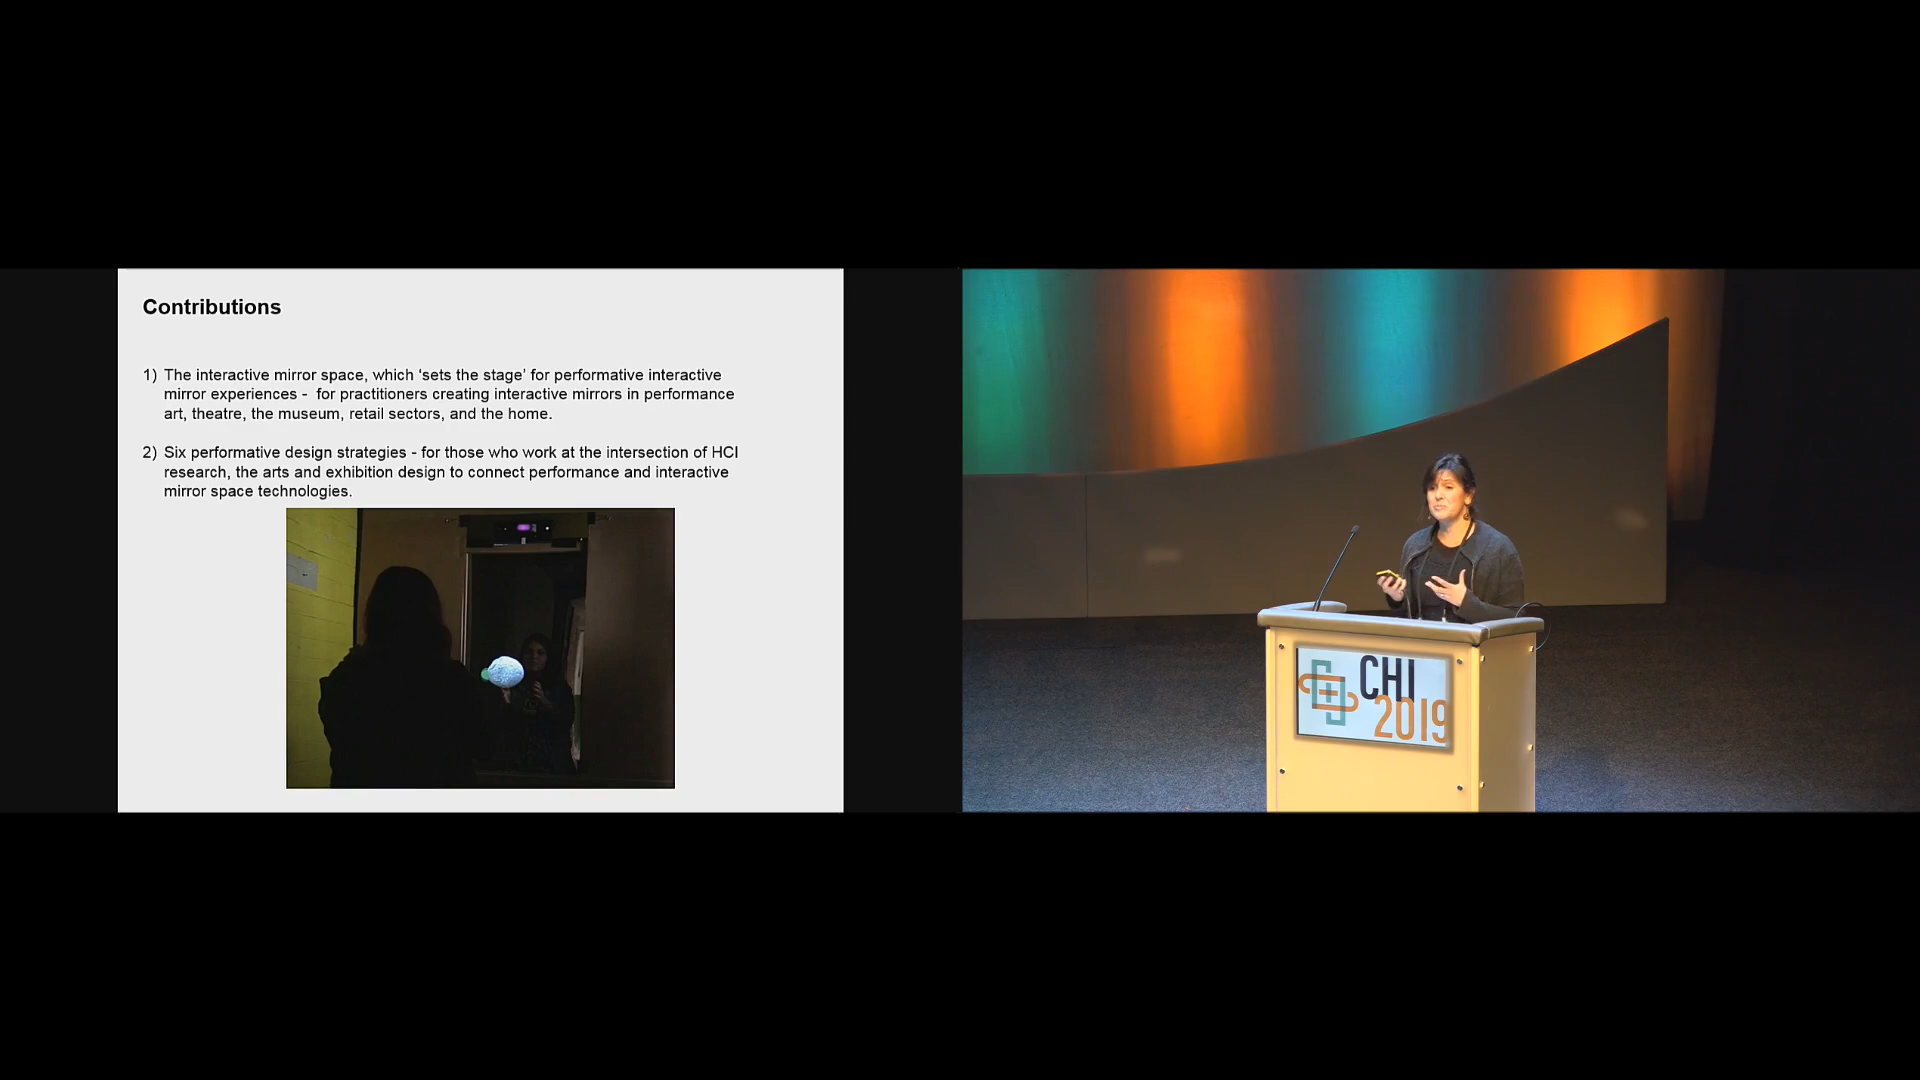 Contributions
1) The interactive mirror space, which ‘sets the stage’ for performative interactive
mirror experiences - for practitioners creating interactive mirrors in performance
art, theatre, the museum, retail sectors, and the home.
2) Six performative design strategies - for those who work at the intersection of HCI
research, the arts and exhibition design to connect performance and interactive
mirror space technologies.
CHI
2019